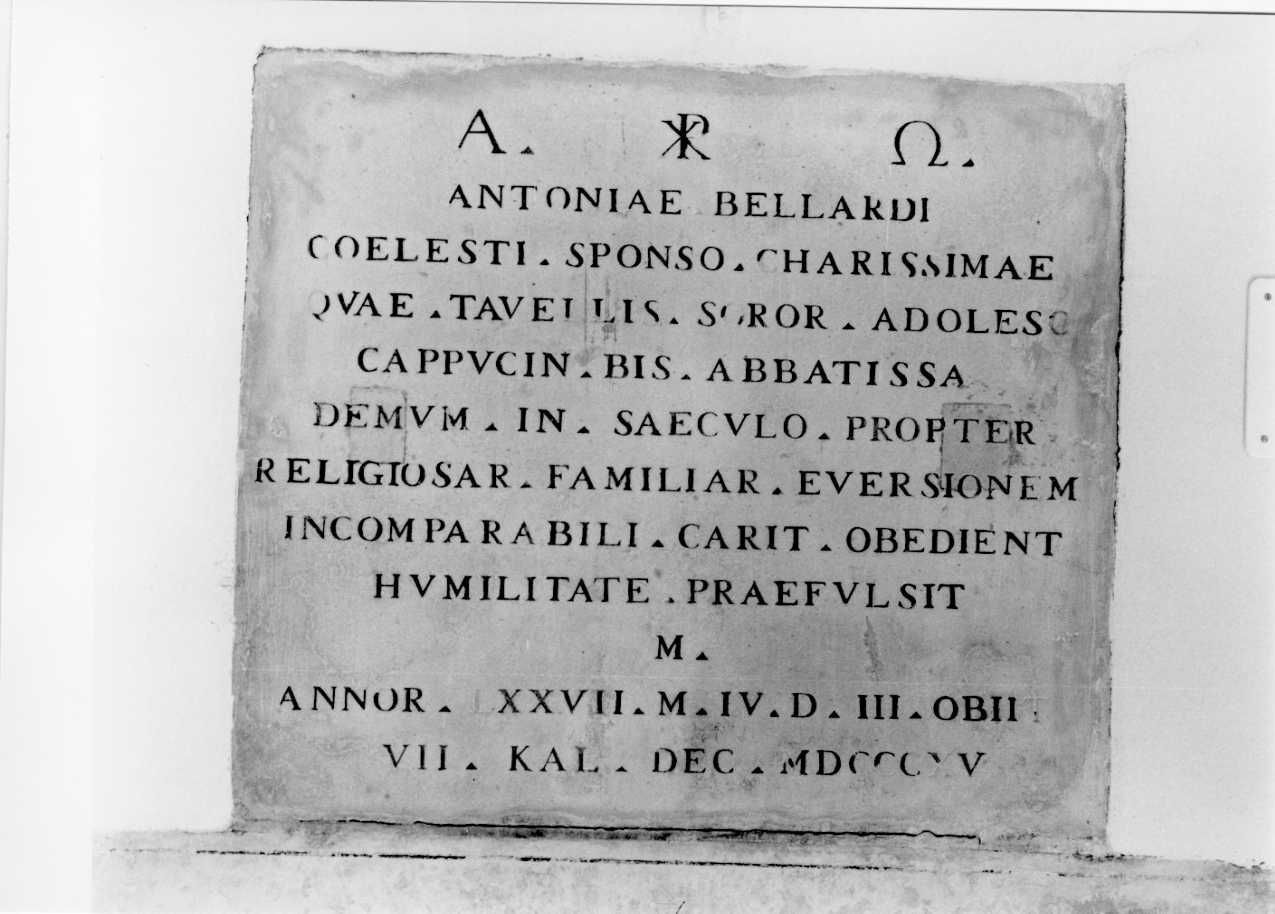 Α. ☧ Ω.
ANTONIAE BELLARDI
COELESTI. SPONSO. CHARISSIMAE
QVAE. TAVELLIS. SOROR. ADOLESC
CAPPVCIN. BIS. ABBATISSA
DEMVM. IN. SAECVLO. PROPTER
RELIGIOSAR. FAMILIAR. EVERSIONEM
INCOMPARABILI. CARIT. OBEDIENT
HVMILITATE. PRAEFVLSIT
M.
ANNOR. XXVII. M. IV. D. III. OBII
VII. KAL. DEC.